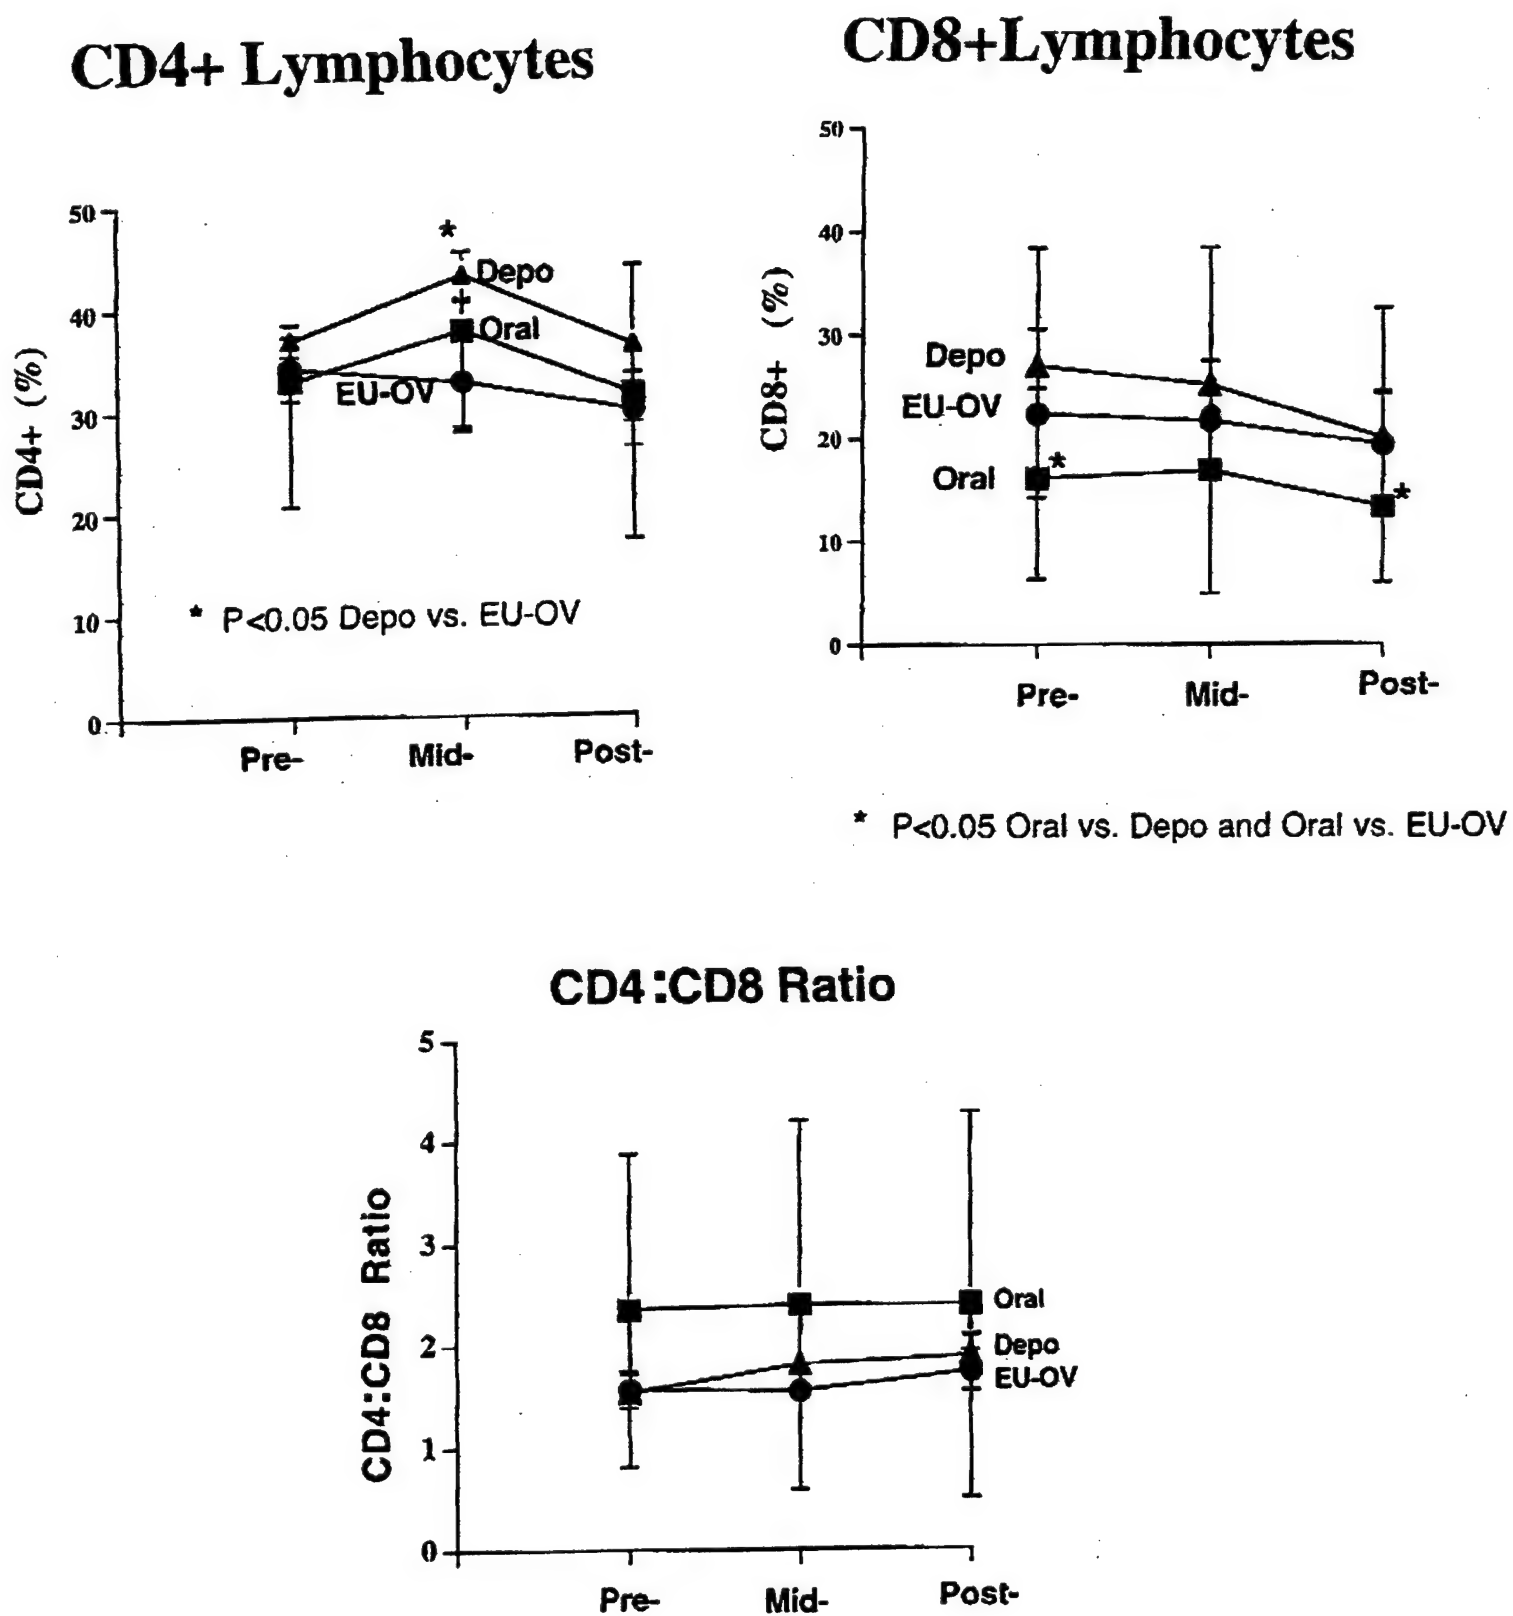 CD4+ Lymphocytes
50
40
30
20
10
0
CD4+ (%)
*
Depo
Oral
EU-OV
* P<0.05 Depo vs. EU-OV
Pre-
Mid-
Post-
CD8+Lymphocytes
50
40
30
20
10
0
CD8+ (%)
Depo
EU-OV
Oral
*
*
Pre-
Mid-
Post-
* P<0.05 Oral vs. Depo and Oral vs. EU-OV
CD4::CD8 Ratio
5
4
3
2
1
0
CD4::CD8 Ratio
Oral
Depo
EU-OV
Pre-
Mid-
Post-